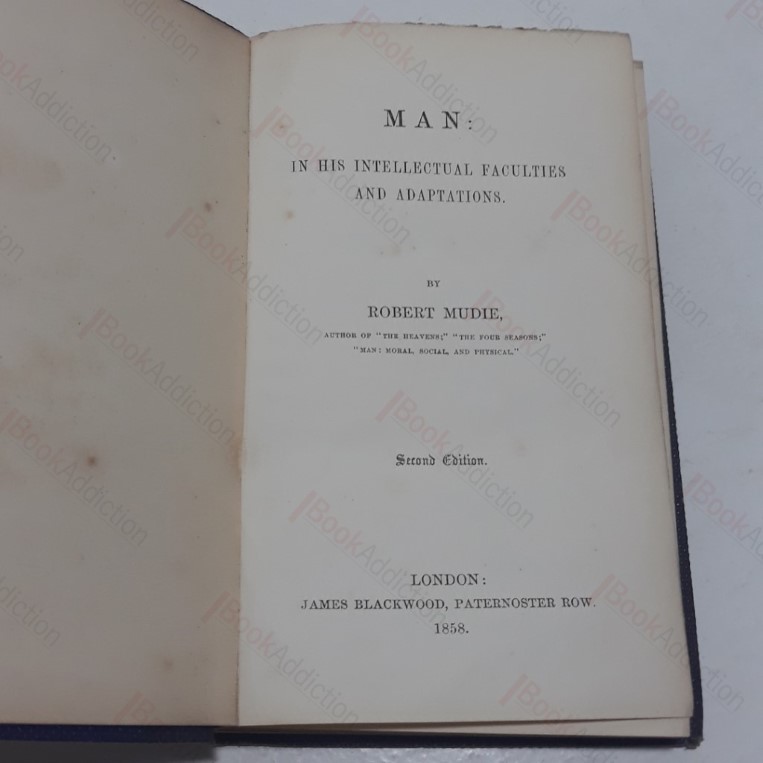 MAN:
IN HIS INTELLECTUAL FACULTIES
AND ADAPTATIONS.
BY
ROBERT MUDIE,
AUTHOR OF "THE HEAVENS;" "THE FOUR SEASONS;"
"MAN: MORAL, SOCIAL, AND PHYSICAL."
Second Edition.
LONDON:
JAMES BLACKWOOD, PATERNOSTER ROW.
1858.
BookAddiction